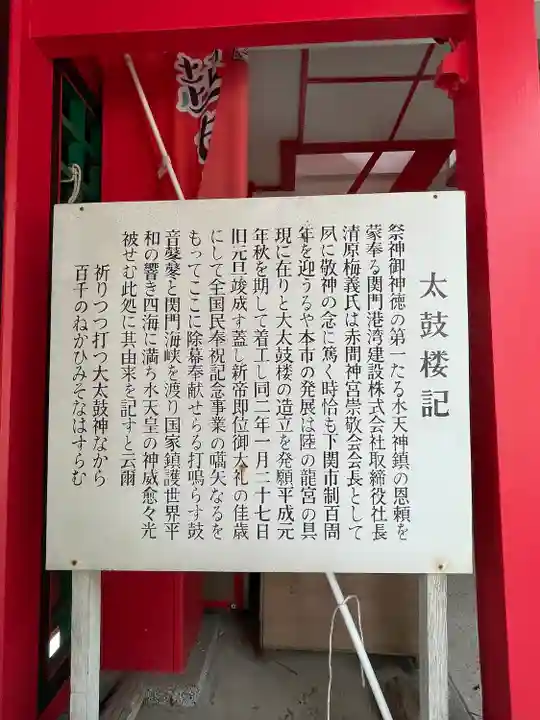 太鼓楼記
祭神御神徳の第一たる水天神鎮の恩頼を
蒙奉る関門港湾建設株式会社取締役社長
清原梅義氏は赤間神宮崇敬会会長として
夙に敬神の念に篤く時恰も下関市制百周
年を迎うるや本市の発展は陸の龍宮の具
現に在りと大太鼓楼の造立を発願平成元
年秋を期して着工し同二年一月二十七日
旧元旦竣成す蓋し新帝即位御大礼の佳歳
にして全国民奉祝記念事業の嚆矢なるを
もってここに除幕奉献せらる打鳴らす鼓
音鼕鼕と関門海峡を渡り国家鎮護世界平
和の響き四海に満ち水天皇の神威愈々光
被せむ此処に其由来を記すと云爾
祈りつつ打つ大太鼓神ながら
百千のねがひみそなはすらむ